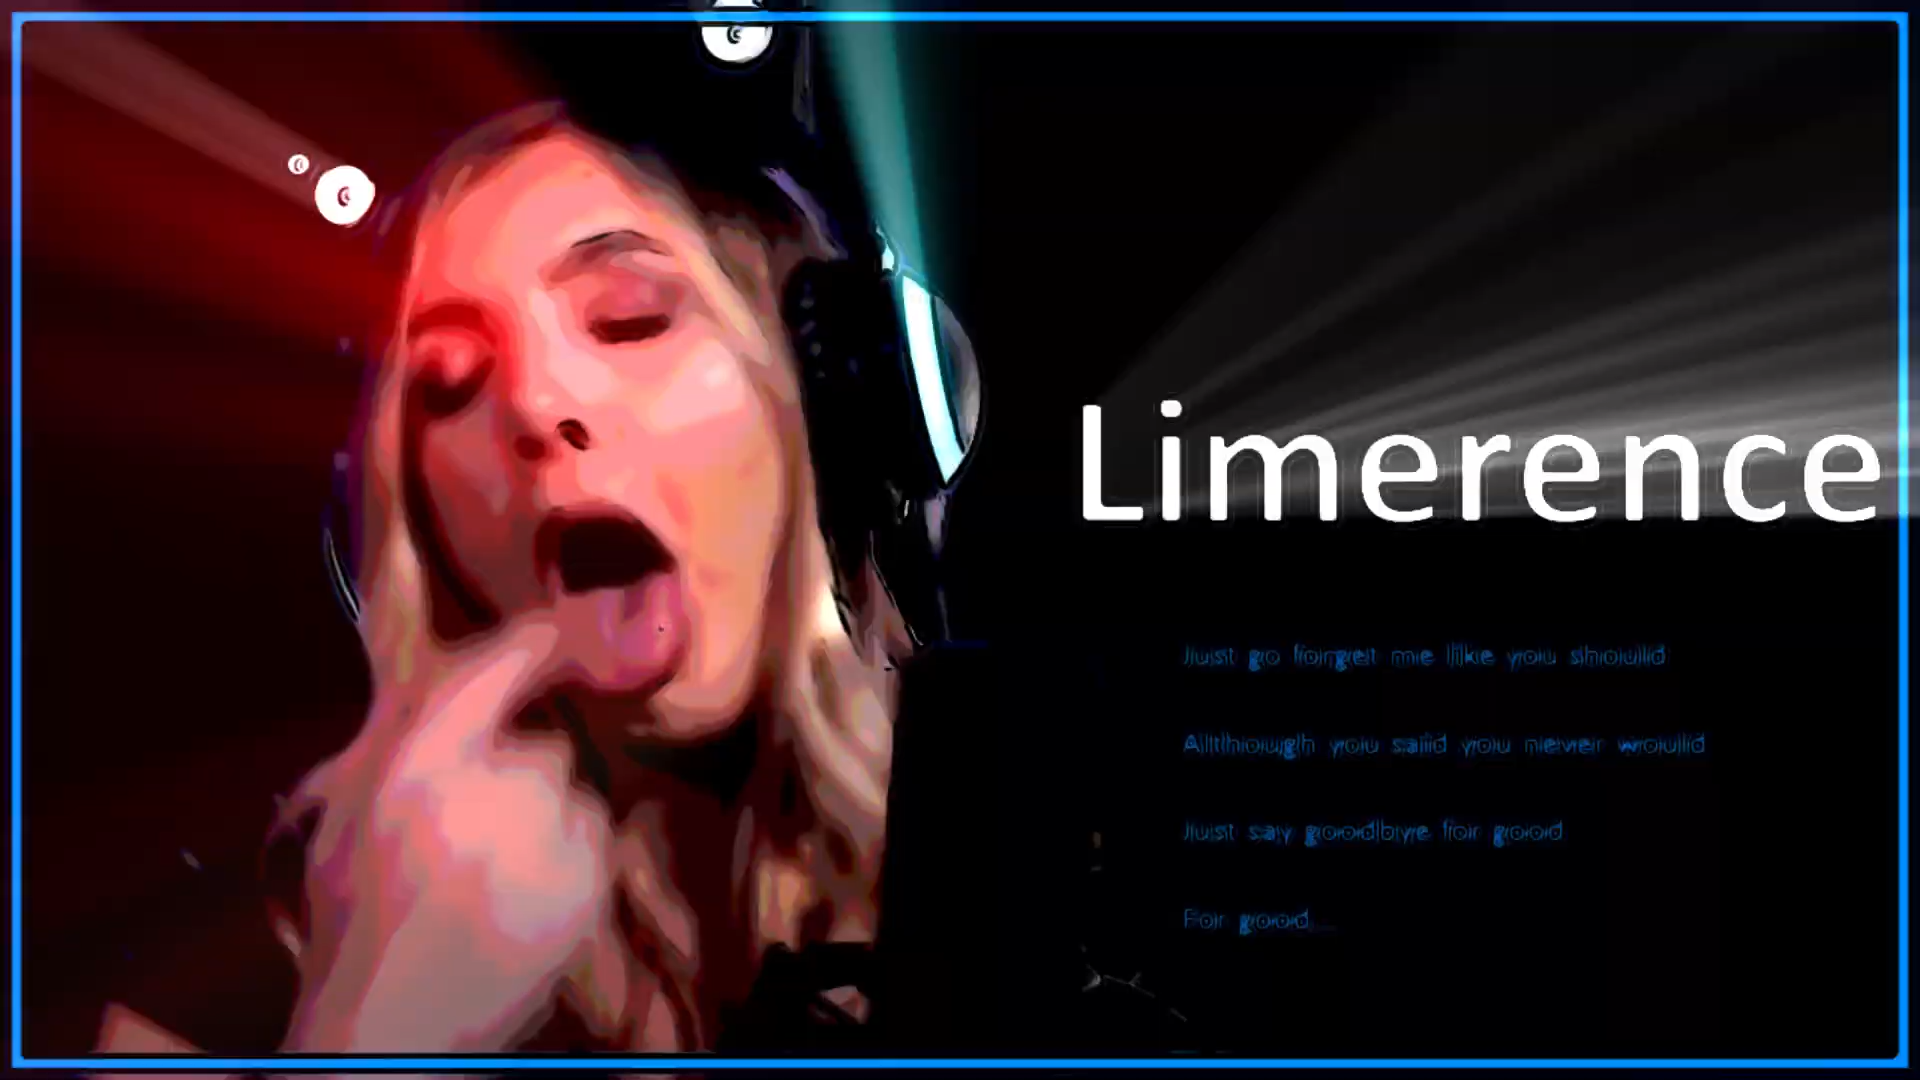 Limerence
Just go forget me like you should
Although you said you never would
Just say goodbye for good
For good...